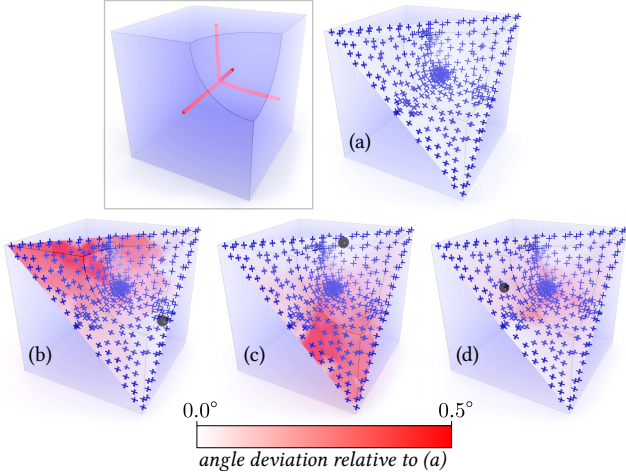 (a)
(b)
(c)
(d)
0.0°
0.5°
angle deviation relative to (a)